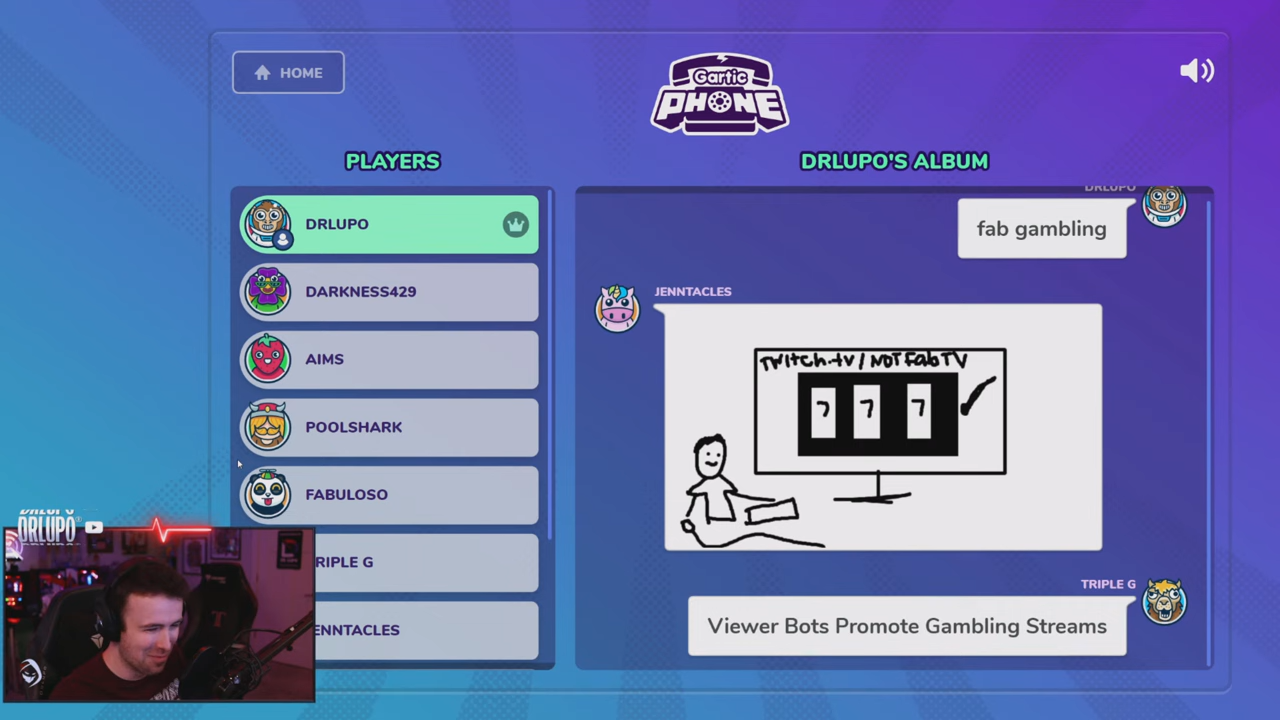 HOME
Gartic
PHONE
PLAYERS
DRLUPO'S ALBUM
DRLUPO
DARKNESS429
AIMS
POOLSHARK
FABULOSO
RIPLE G
ENNTACLES
DRLUPO
fab gambling
JENNTACLES
TWitch.tv/NOTFabTV
7 7 7
TRIPLE G
Viewer Bots Promote Gambling Streams
DRLUPO